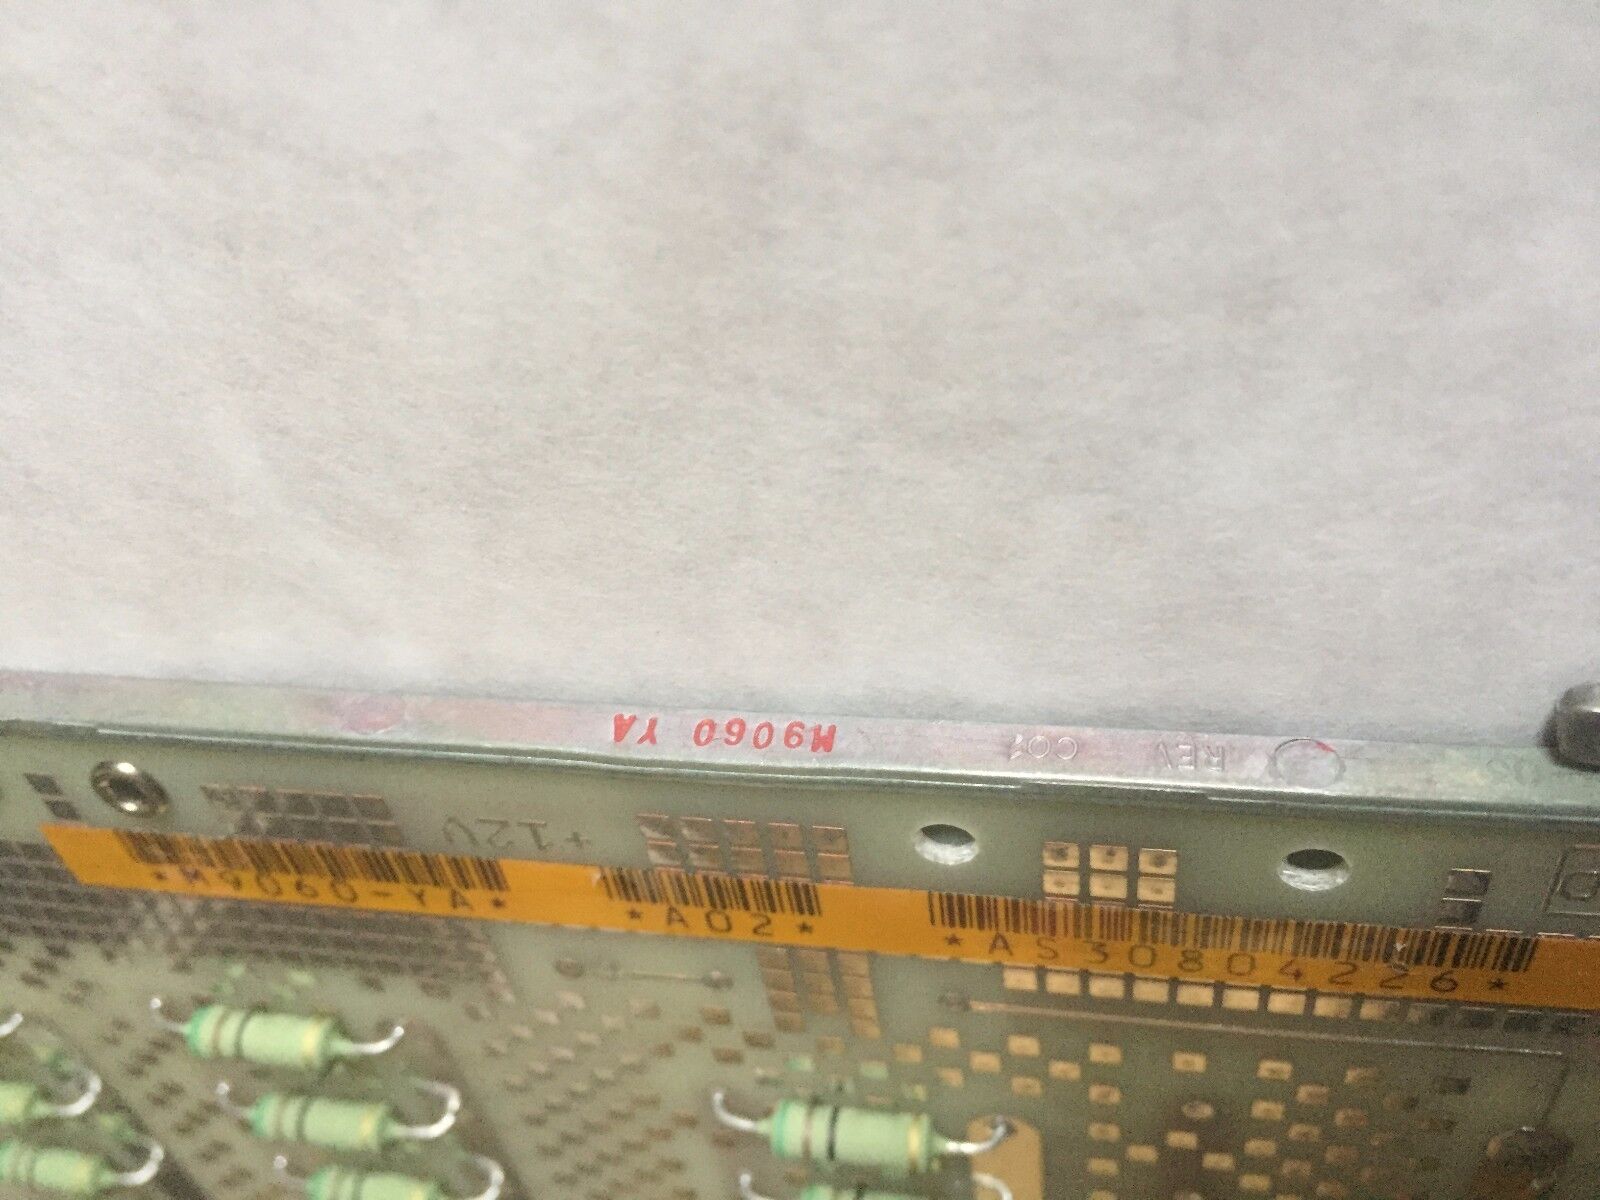 M9060 YA
REV C01
+12V
*M9060-YA* *A02* *AS30804226*